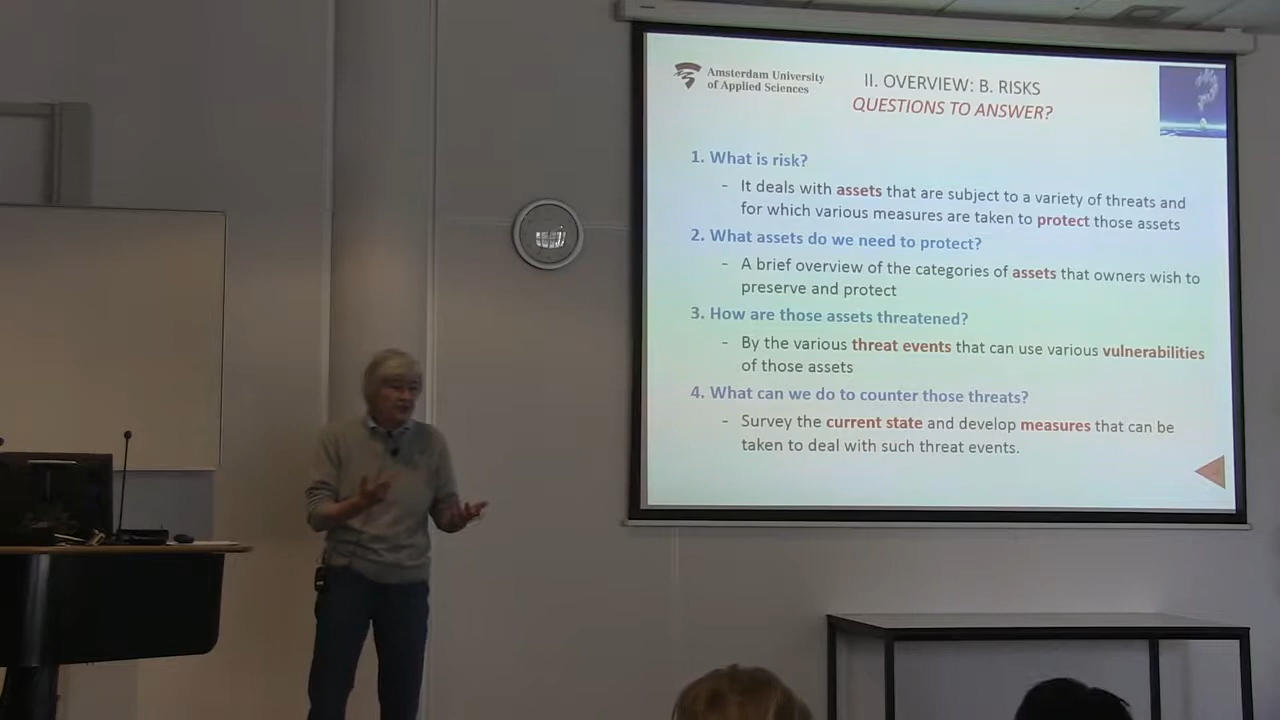 Amsterdam University
of Applied Sciences
II. OVERVIEW: B. RISKS
QUESTIONS TO ANSWER?
1. What is risk?
- It deals with assets that are subject to a variety of threats and
for which various measures are taken to protect those assets
2. What assets do we need to protect?
- A brief overview of the categories of assets that owners wish to
preserve and protect
3. How are those assets threatened?
- By the various threat events that can use various vulnerabilities
of those assets
4. What can we do to counter those threats?
- Survey the current state and develop measures that can be
taken to deal with such threat events.